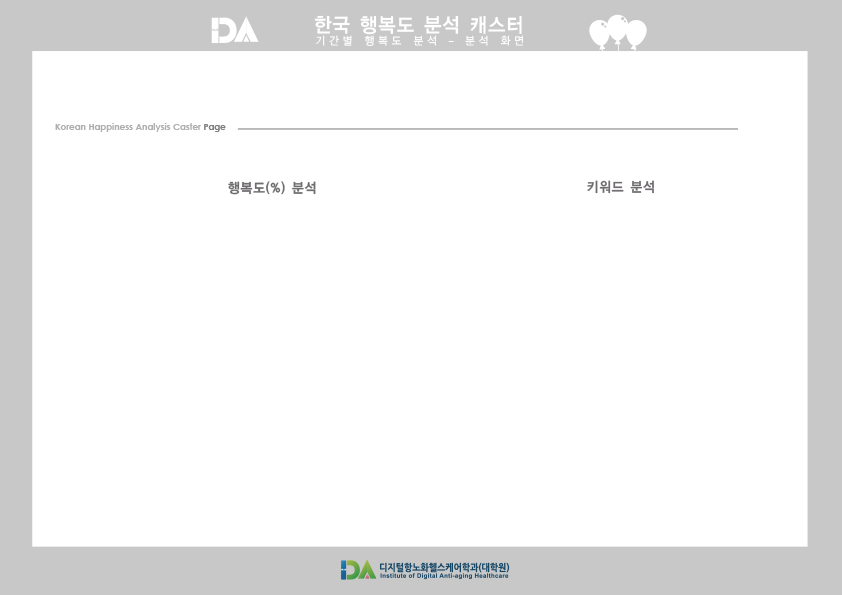 IDA
한국 행복도 분석 캐스터
기간별 행복도 분석 - 분석 화면
Korean Happiness Analysis Caster Page
행복도(%) 분석
키워드 분석
IDA
디지털항노화헬스케어학과(대학원)
Institute of Digital Anti-aging Healthcare